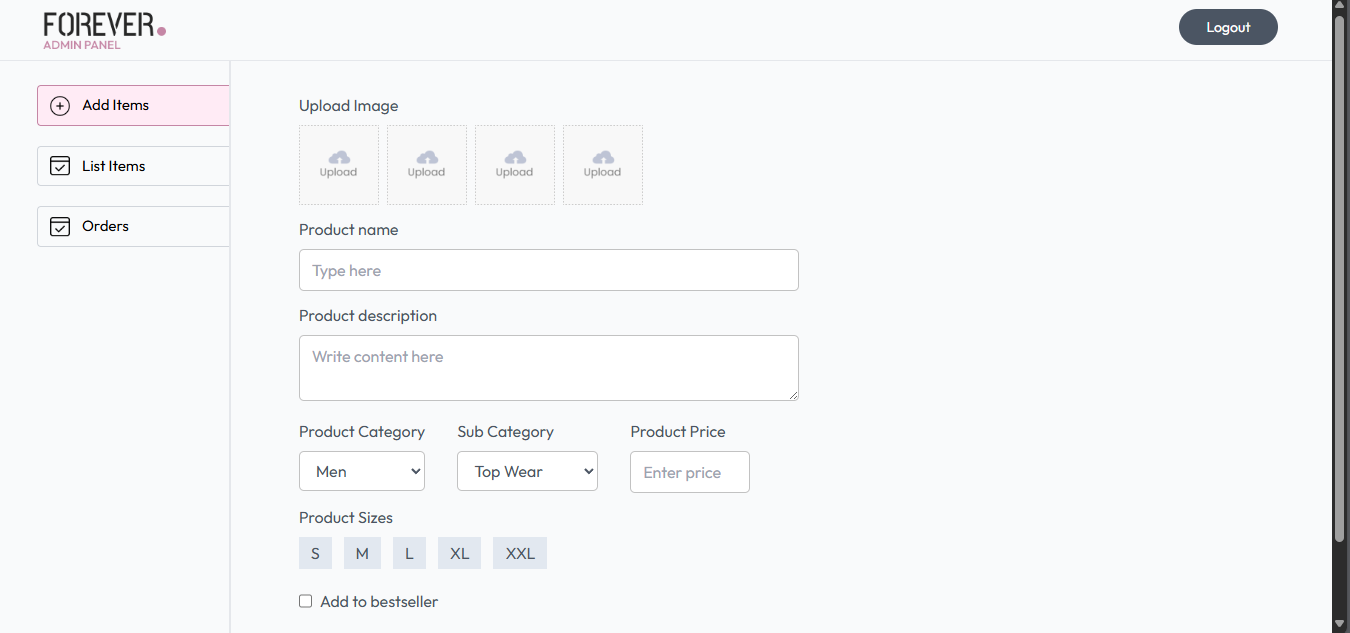 FOREVER.
ADMIN PANEL
Logout
Add Items
List Items
Orders
Upload Image
Upload Upload Upload Upload
Product name
Type here
Product description
Write content here
Product Category Sub Category Product Price
Men Top Wear Enter price
Product Sizes
S M L XL XXL
Add to bestseller